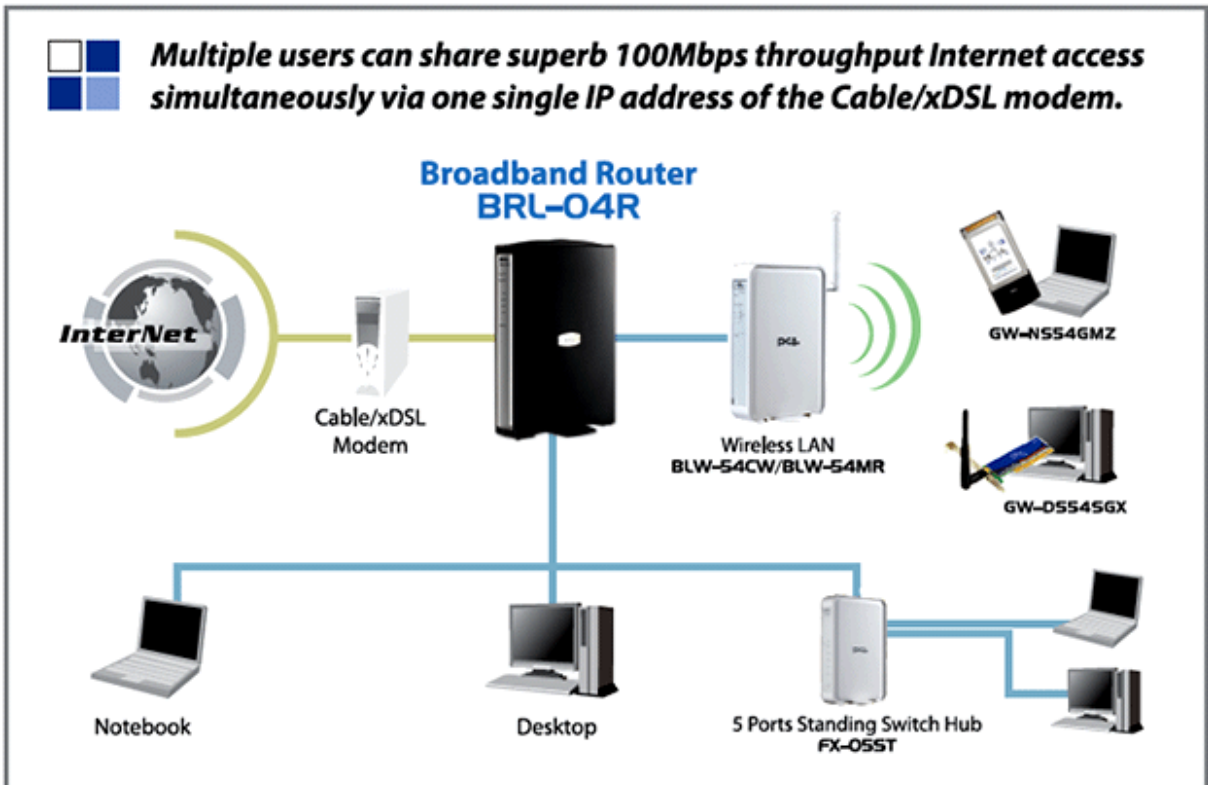 Multiple users can share superb 100Mbps throughput Internet access
simultaneously via one single IP address of the Cable/xDSL modem.
Broadband Router
BRL-04R
InterNet
Cable/xDSL
Modem
PCi
Wireless LAN
BLW-54CW/BLW-54MR
GW-NS54GMZ
GW-DS54SGX
Notebook
Desktop
PCi
5 Ports Standing Switch Hub
FX-05ST